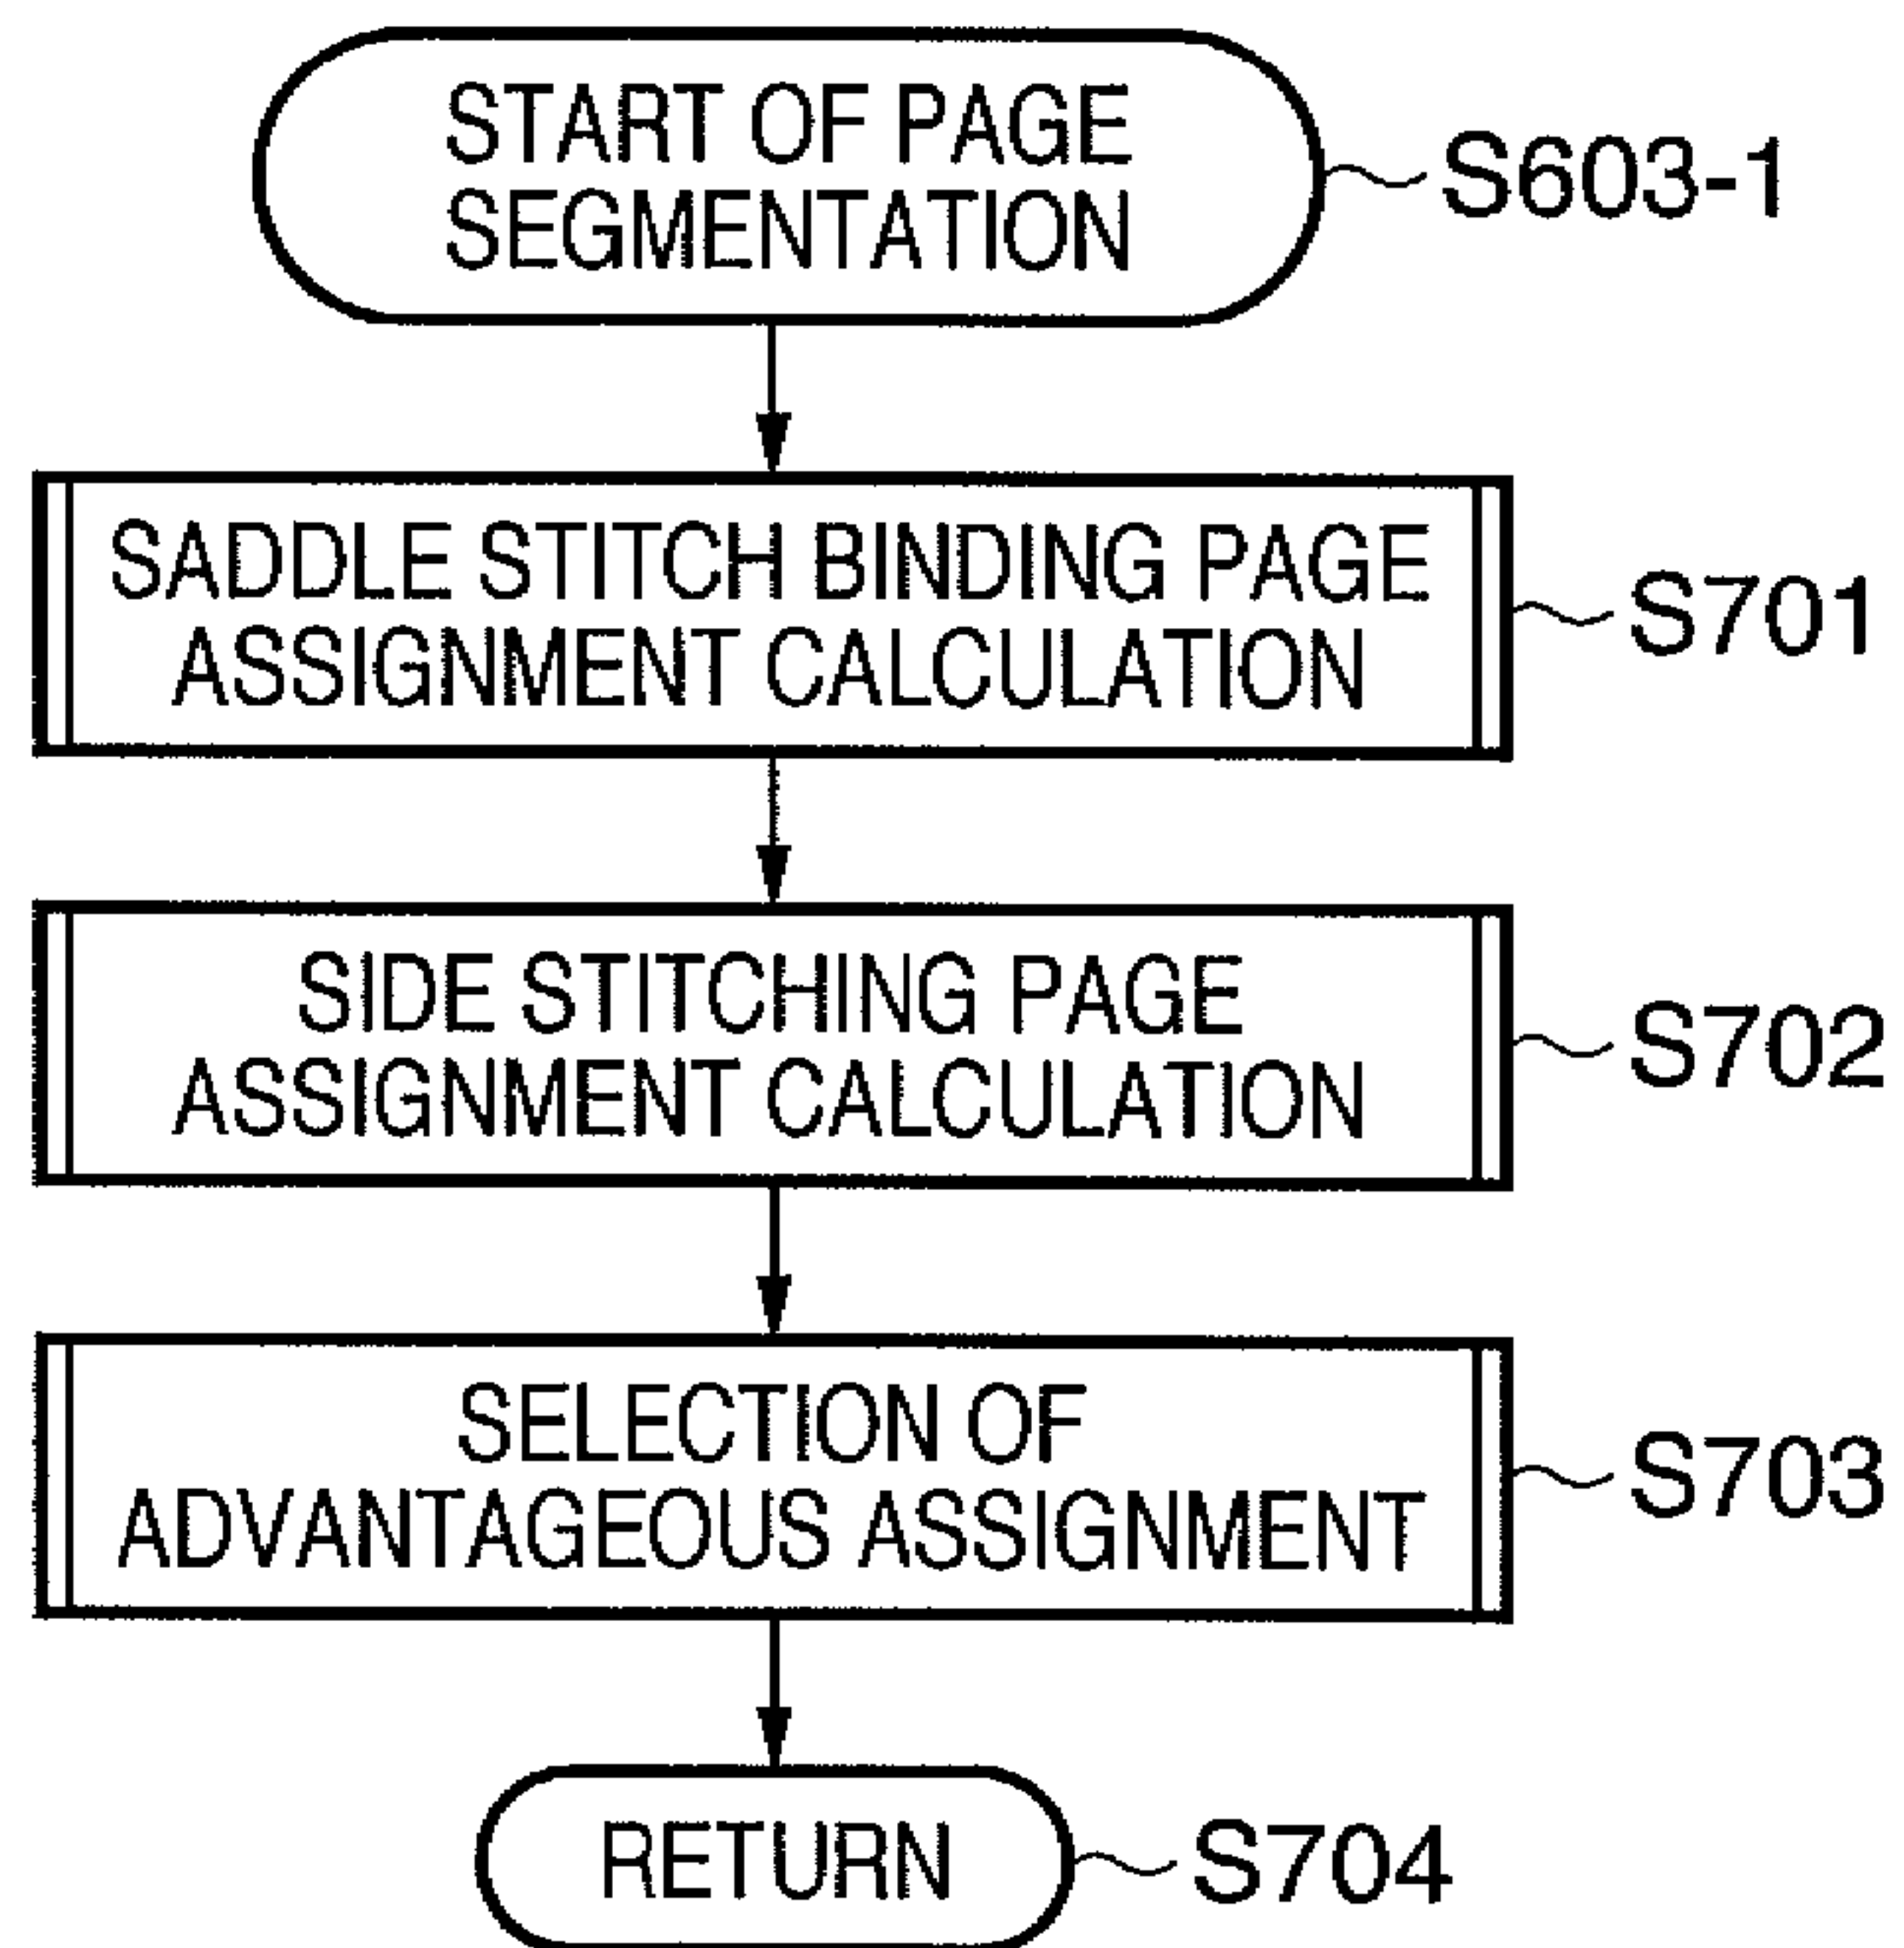 START OF PAGE
SEGMENTATION
S603-1
SADDLE STITCH BINDING PAGE
ASSIGNMENT CALCULATION
S701
SIDE STITCHING PAGE
ASSIGNMENT CALCULATION
S702
SELECTION OF
ADVANTAGEOUS ASSIGNMENT
S703
RETURN
S704